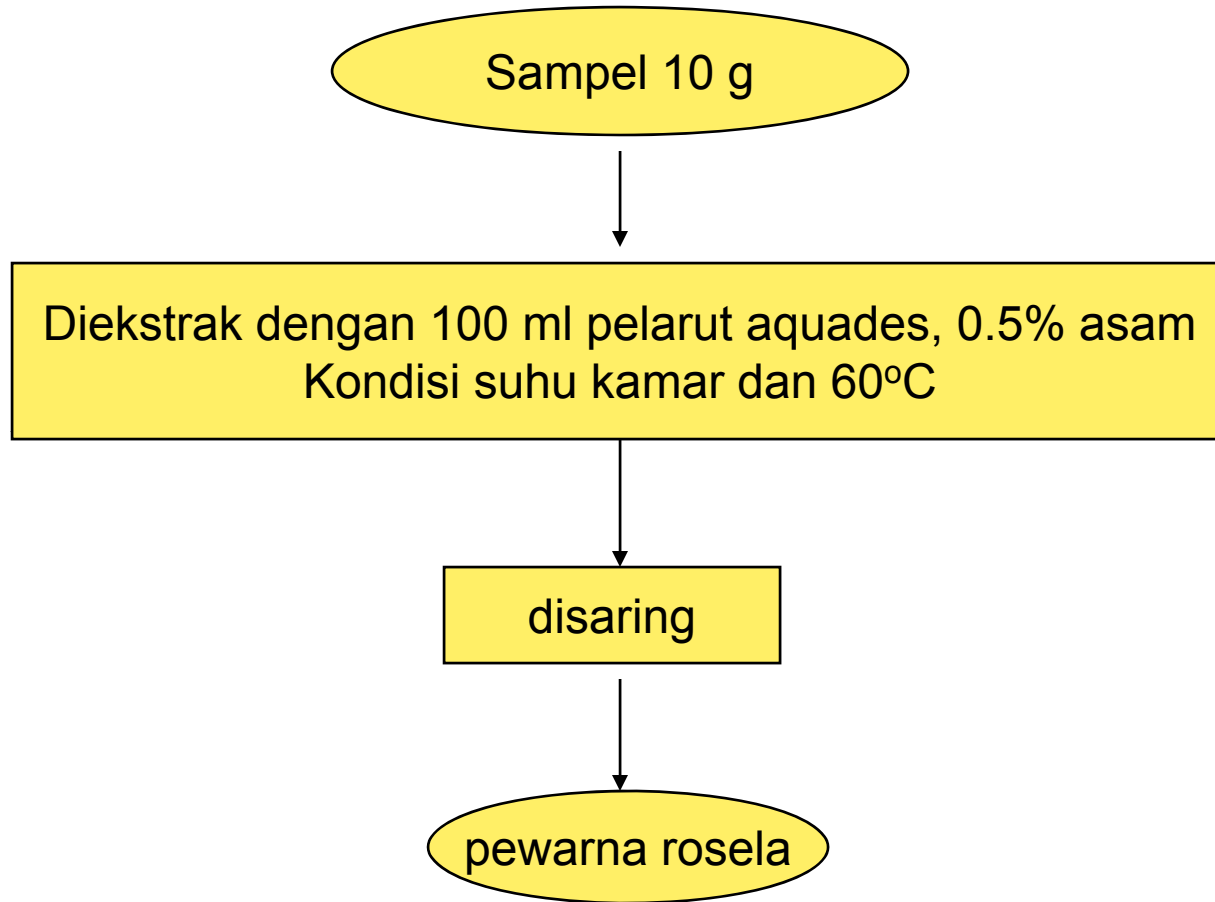 Sampel 10 g
Diekstrak dengan 100 ml pelarut aquades, 0.5% asam
Kondisi suhu kamar dan 60ºC
disaring
pewarna rosela